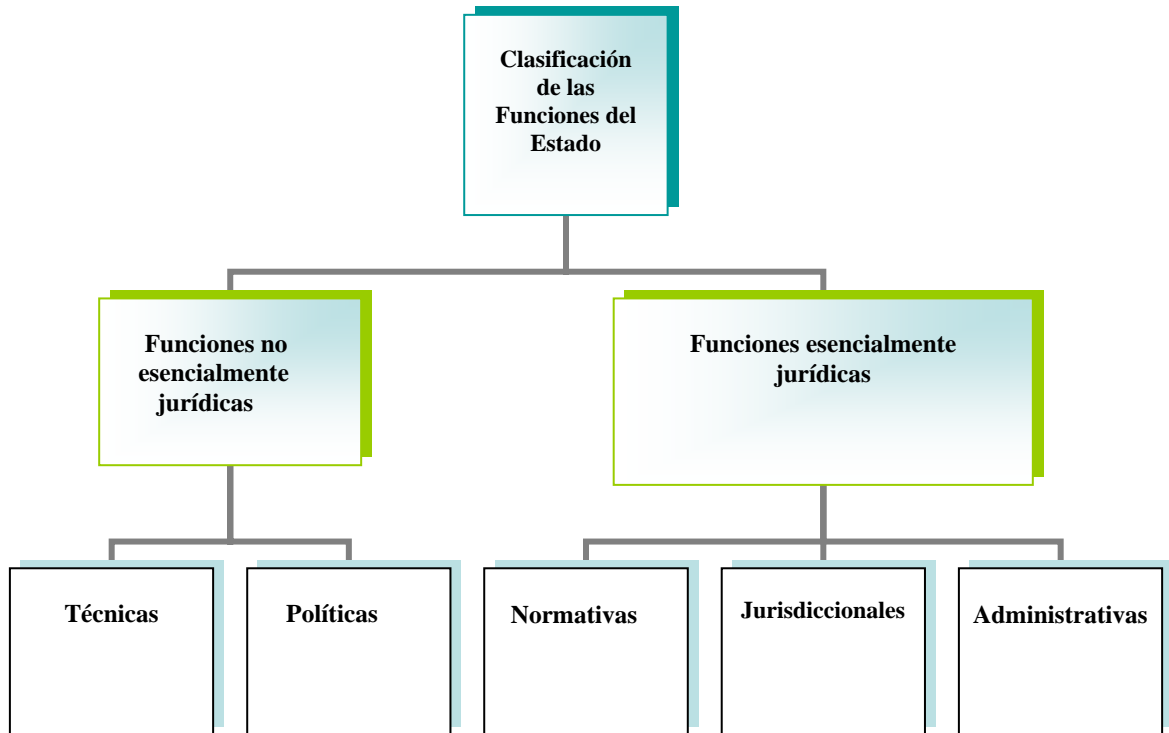 Clasificación
de las
Funciones del
Estado
Funciones no
esencialmente
jurídicas
Funciones esencialmente
jurídicas
Técnicas
Políticas
Normativas
Jurisdiccionales
Administrativas